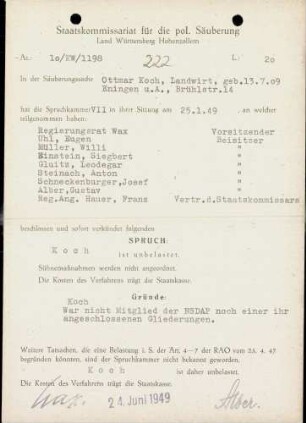 Staatskommissariat für die pol. Säuberung
Land Württemberg Hohenzollern
Az.: 10/KW/1198 222 L: 20
In der Säuberungssache Ottmar Koch, Landwirt, geb.13.7.09
Eningen u.A., Brühlstr.14
hat die Spruchkammer VII in ihrer Sitzung am 25.1.49 , an welcher
teilgenommen haben:
Regierungsrat Wax Vorsitzender
Uhl, Eugen Beisitzer
Müller, Willi "
Einstein, Siegbert "
Gluitz, Leodegar "
Steinach, Anton "
Schneckenburger,Josef "
Alber,Gustav "
Reg.Ang. Hauer, Franz Vertr.d.Staatskommissars
beschlossen und sofort verkündet folgenden
SPRUCH:
Koch
ist unbelastet.
Sühnemaßnahmen werden nicht angeordnet.
Die Kosten des Verfahrens trägt die Staatskasse.
Gründe:
Koch
War nicht Mitglied der NSDAP noch einer ihr
angeschlossenen Gliederungen.
Weitere Tatsachen, die eine Belastung i. S. der Art. 4—7 der RAO vom 25. 4. 47
begründen könnten, sind der Spruchkammer nicht bekannt geworden.
Koch ist daher unbelastet.
Die Kosten des Verfahrens trägt die Staatskasse.
Wax. 24. Juni 1949 Alber.